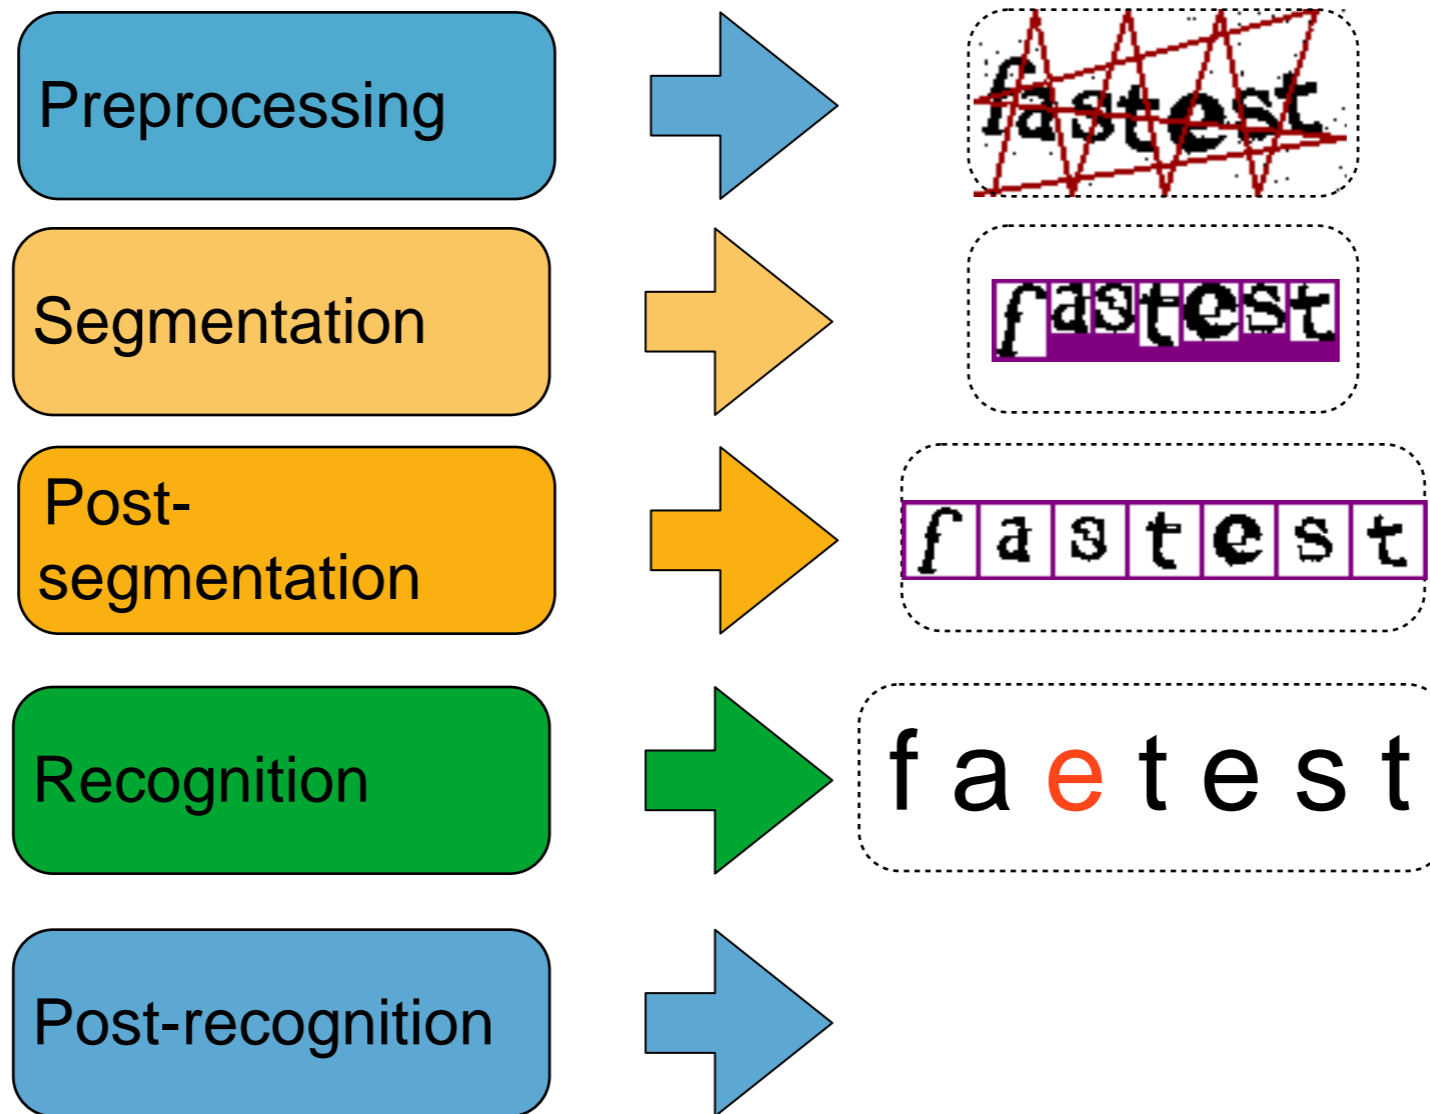 Preprocessing
fastest
Segmentation
fastest
Post-
segmentation
f a s t e s t
Recognition
f a e t e s t
Post-recognition